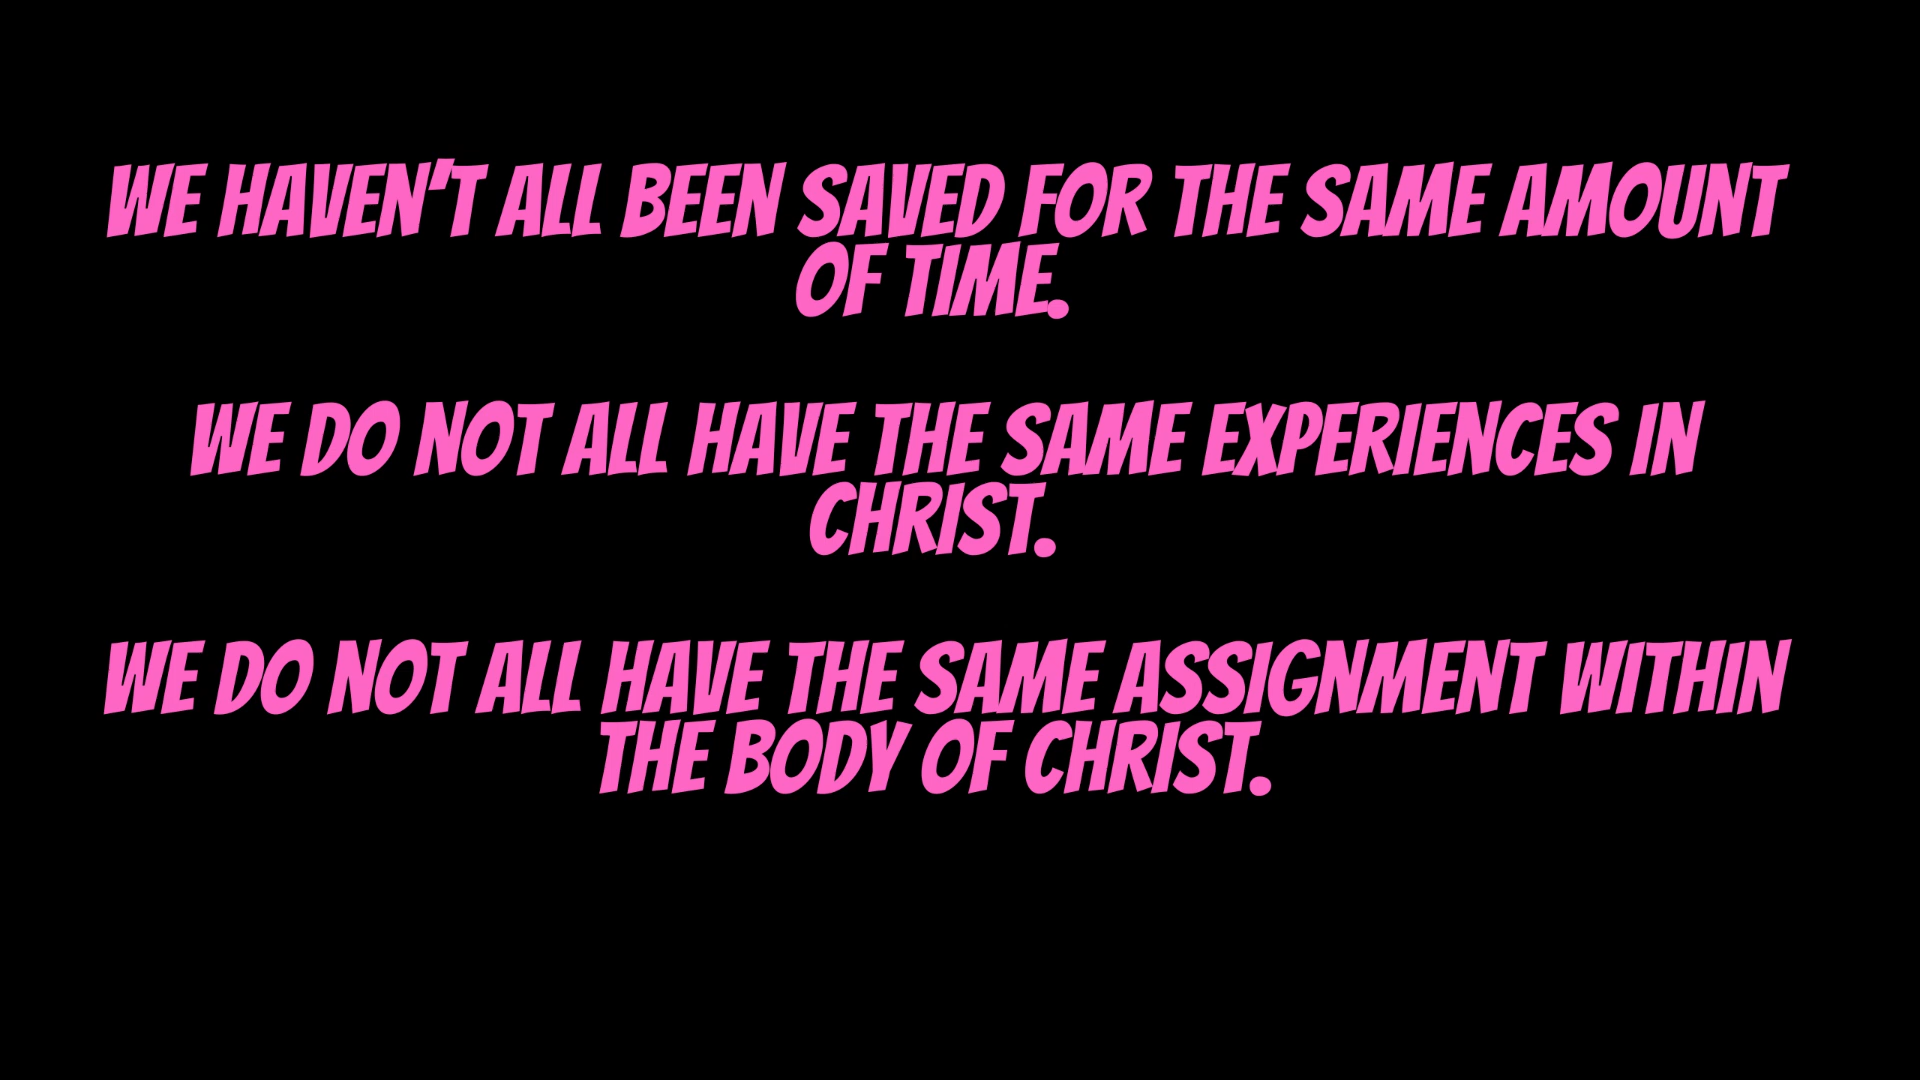 WE HAVEN'T ALL BEEN SAVED FOR THE SAME AMOUNT
OF TIME.
WE DO NOT ALL HAVE THE SAME EXPERIENCES IN
CHRIST.
WE DO NOT ALL HAVE THE SAME ASSIGNMENT WITHIN
THE BODY OF CHRIST.